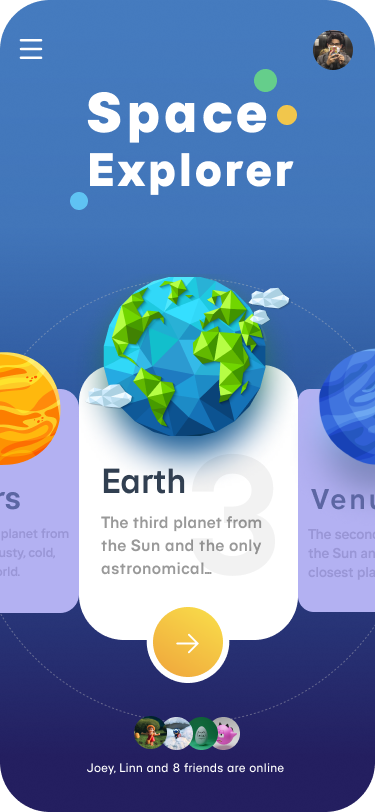 Space
Explorer
3
Earth
The third planet from
the Sun and the only
astronomical..
rs
planet from
usty, cold,
rld.
Venu
The second
the Sun an
closest pla
Joey, Linn and 8 friends are online